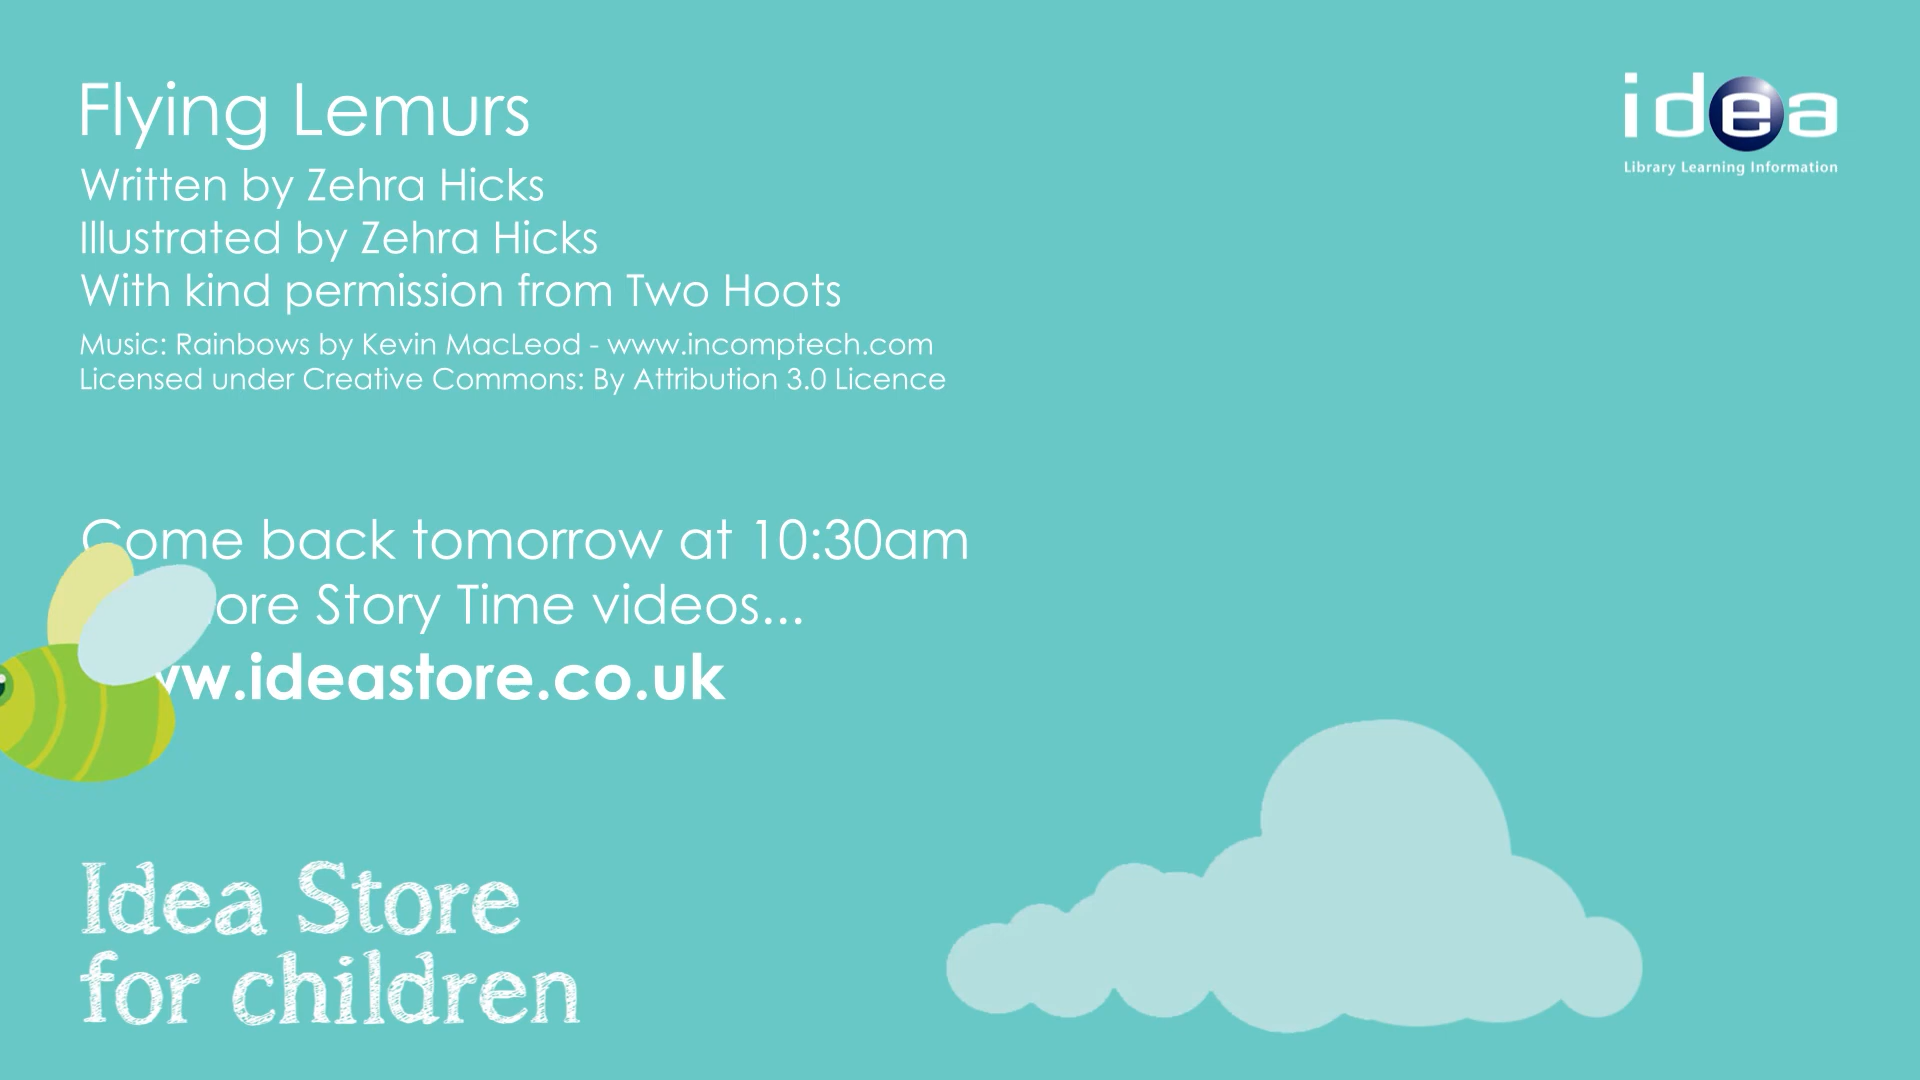 Flying Lemurs
Written by Zehra Hicks
Illustrated by Zehra Hicks
With kind permission from Two Hoots
Music: Rainbows by Kevin MacLeod - www.incomptech.com
Licensed under Creative Commons: By Attribution 3.0 Licence
Come back tomorrow at 10:30am
Story Time videos...
www.ideastore.co.uk
Idea Store
for children
idea
Library Learning Information